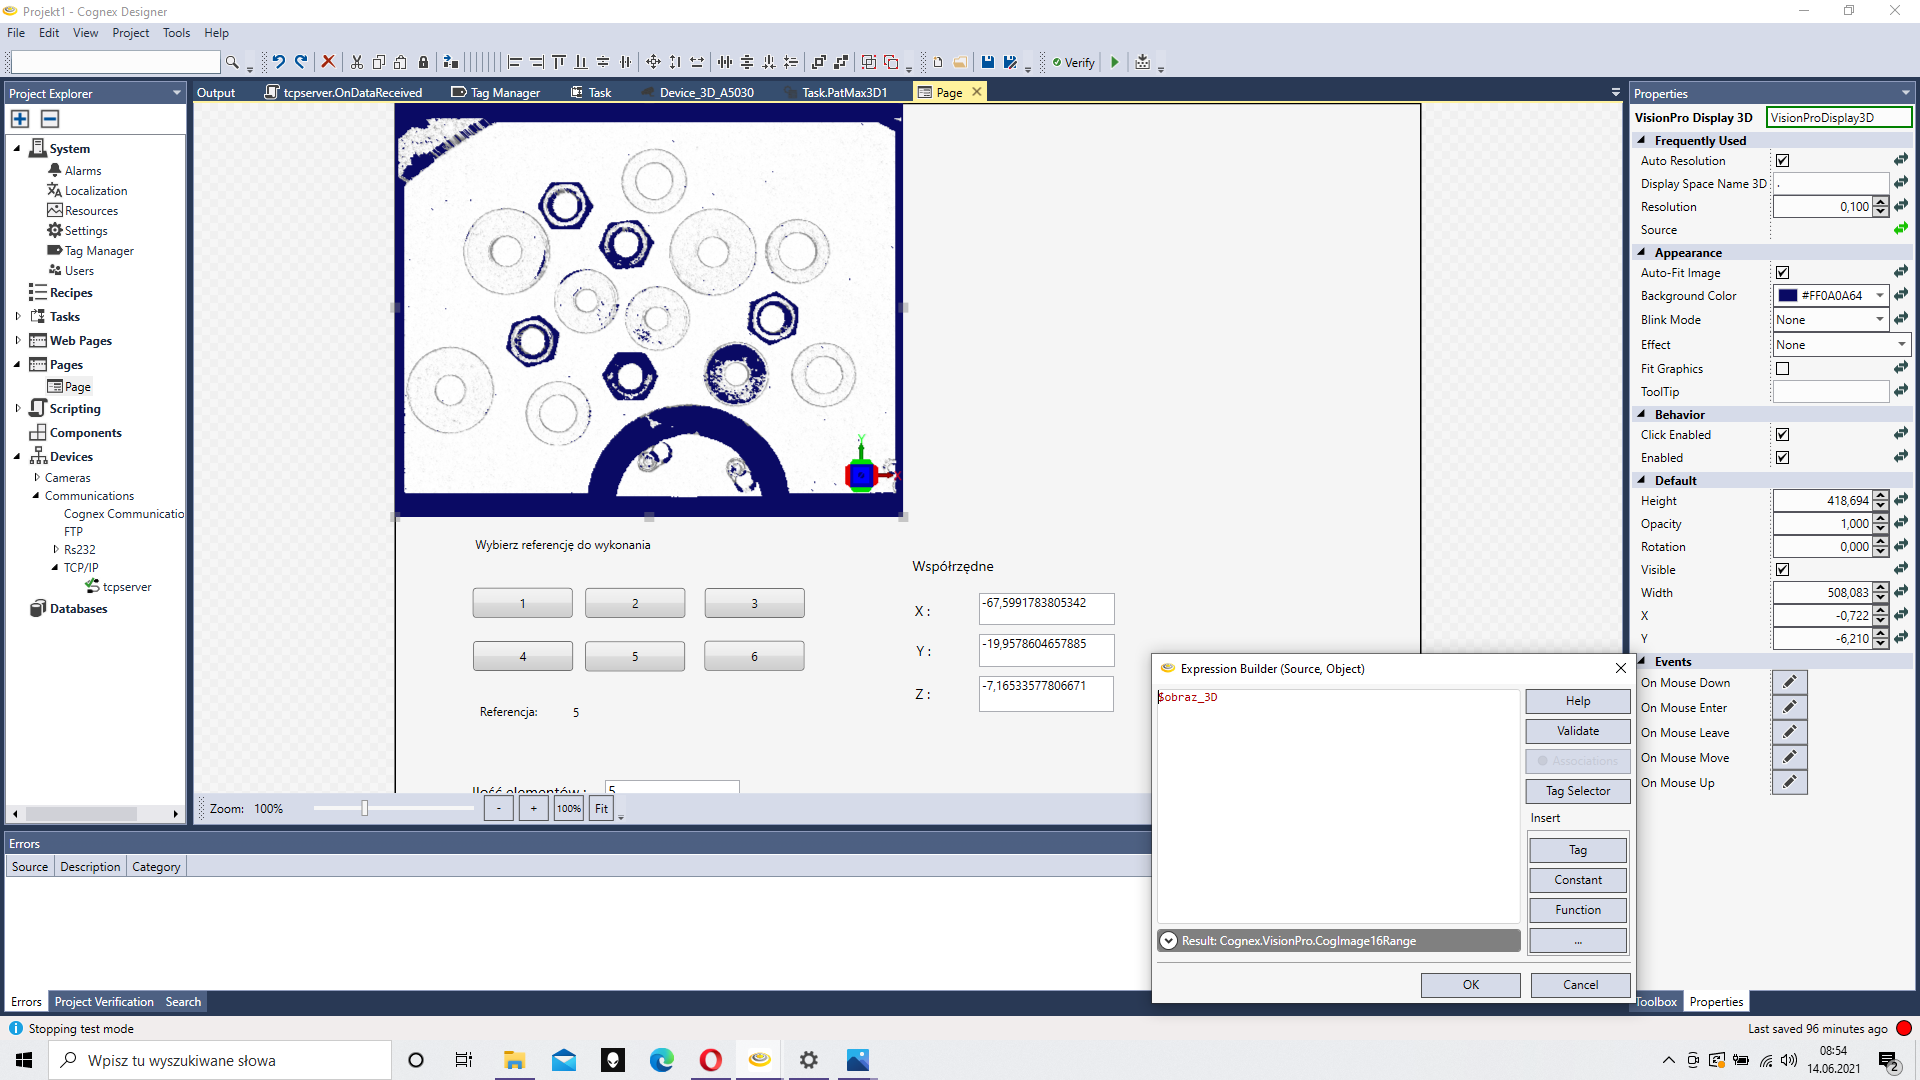 Projekt1 - Cognex Designer
File Edit View Project Tools Help
Verify
Project Explorer
System
Alarms
Localization
Resources
Settings
Tag Manager
Users
Recipes
Tasks
Web Pages
Pages
Page
Scripting
Components
Devices
Cameras
Communications
Cognex Communicatio
FTP
Rs232
TCP/IP
tcpserver
Databases
Output tcpserver.OnDataReceived Tag Manager Task Device_3D_A5030 Task.PatMax3D1 Page
Y
Wybierz referencję do wykonania
1 2 3
4 5 6
Referencja: 5
Współrzędne
X : -67,5991783805342
Y : -19,9578604657885
Z : -7,16533577806671
Ilość elementów : 5
Zoom: 100% - + 100% Fit
Properties
VisionPro Display 3D VisionProDisplay3D
Frequently Used
Auto Resolution
Display Space Name 3D .
Resolution 0,100
Source
Appearance
Auto-Fit Image
Background Color #FF0A0A64
Blink Mode None
Effect None
Fit Graphics
ToolTip
Behavior
Click Enabled
Enabled
Default
Height 418,694
Opacity 1,000
Rotation 0,000
Visible
Width 508,083
X -0,722
Y -6,210
Events
On Mouse Down
On Mouse Enter
On Mouse Leave
On Mouse Move
On Mouse Up
Toolbox Properties
Expression Builder (Source, Object)
$obraz_3D
Help
Validate
Associations
Tag Selector
Insert
Tag
Constant
Function
...
Result: Cognex.VisionPro.CogImage16Range
OK Cancel
Errors
Source Description Category
Errors Project Verification Search
Stopping test mode
Last saved 96 minutes ago
Wpisz tu wyszukiwane słowa
08:54
14.06.2021
2